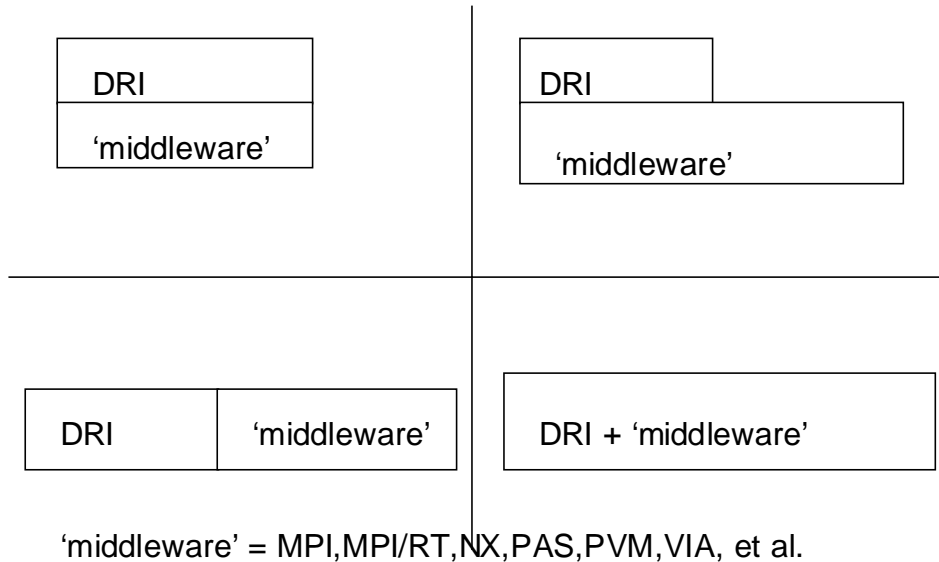 DRI
‘middleware’
DRI
‘middleware’
DRI
‘middleware’
DRI + ‘middleware’
‘middleware’ = MPI,MPI/RT,NX,PAS,PVM,VIA, et al.